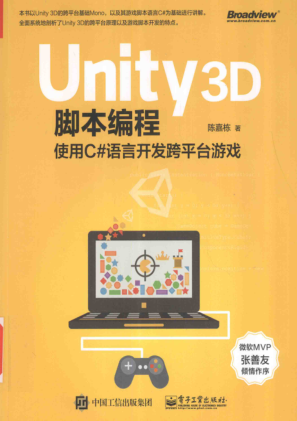 本书以Unity 3D的跨平台基础Mono，以及其游戏脚本语言C#为基础进行讲解。
全面系统地剖析了Unity 3D的跨平台原理以及游戏脚本开发的特点。
Broadview®
Unity 3D
脚本编程
陈嘉栋 著
使用C#语言开发跨平台游戏
微软MVP
张善友
倾情作序
中国工信出版集团
电子工业出版社